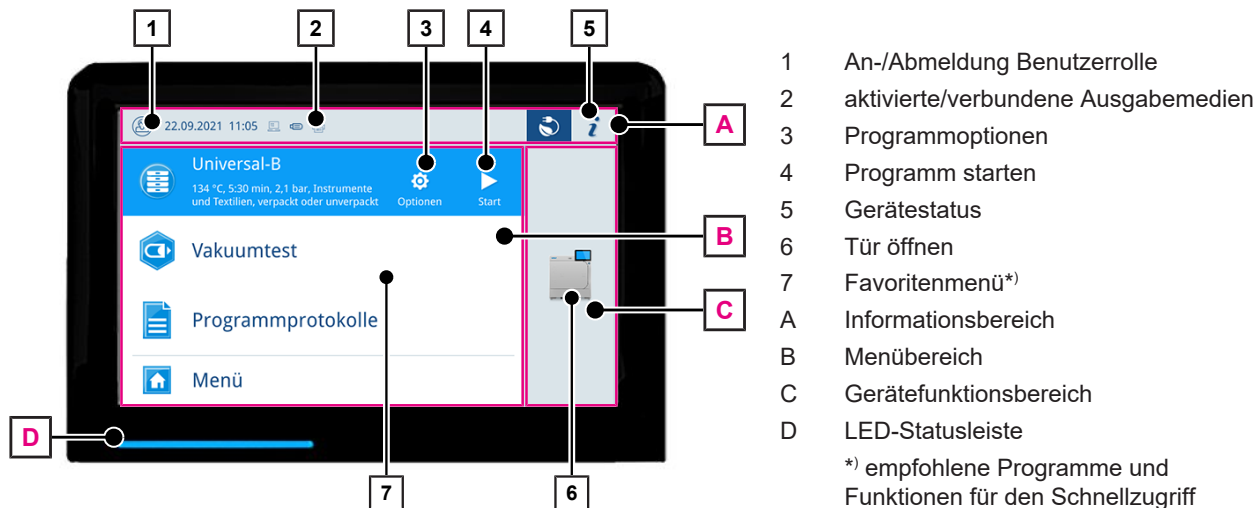 1 2 3 4 5
22.09.2021 11:05
i
A
Universal-B
134 °C, 5:30 min, 2,1 bar, Instrumente
und Textilien, verpackt oder unverpackt
Optionen
Start
Vakuumtest
B
C
Programmprotokolle
Menü
D
7 6
1 An-/Abmeldung Benutzerrolle
2 aktivierte/verbundene Ausgabemedien
3 Programmoptionen
4 Programm starten
5 Gerätestatus
6 Tür öffnen
7 Favoritenmenü*)
A Informationsbereich
B Menübereich
C Gerätefunktionsbereich
D LED-Statusleiste
*) empfohlene Programme und
Funktionen für den Schnellzugriff